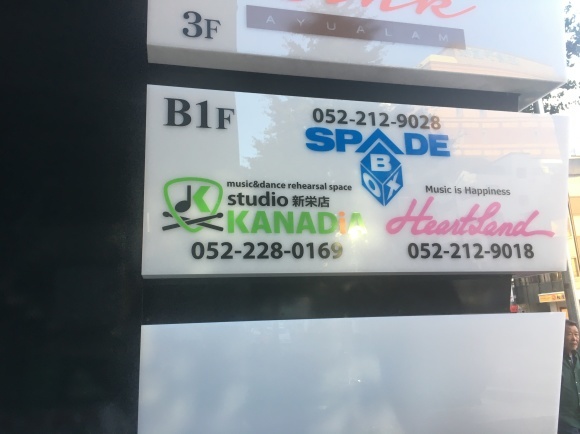 3F
AYUALAM
B1F
052-212-9028
SPADE
BOX
music&dance rehearsal space
studio 新栄店
KANADiA
052-228-0169
Music is Happiness
HeartLand
052-212-9018